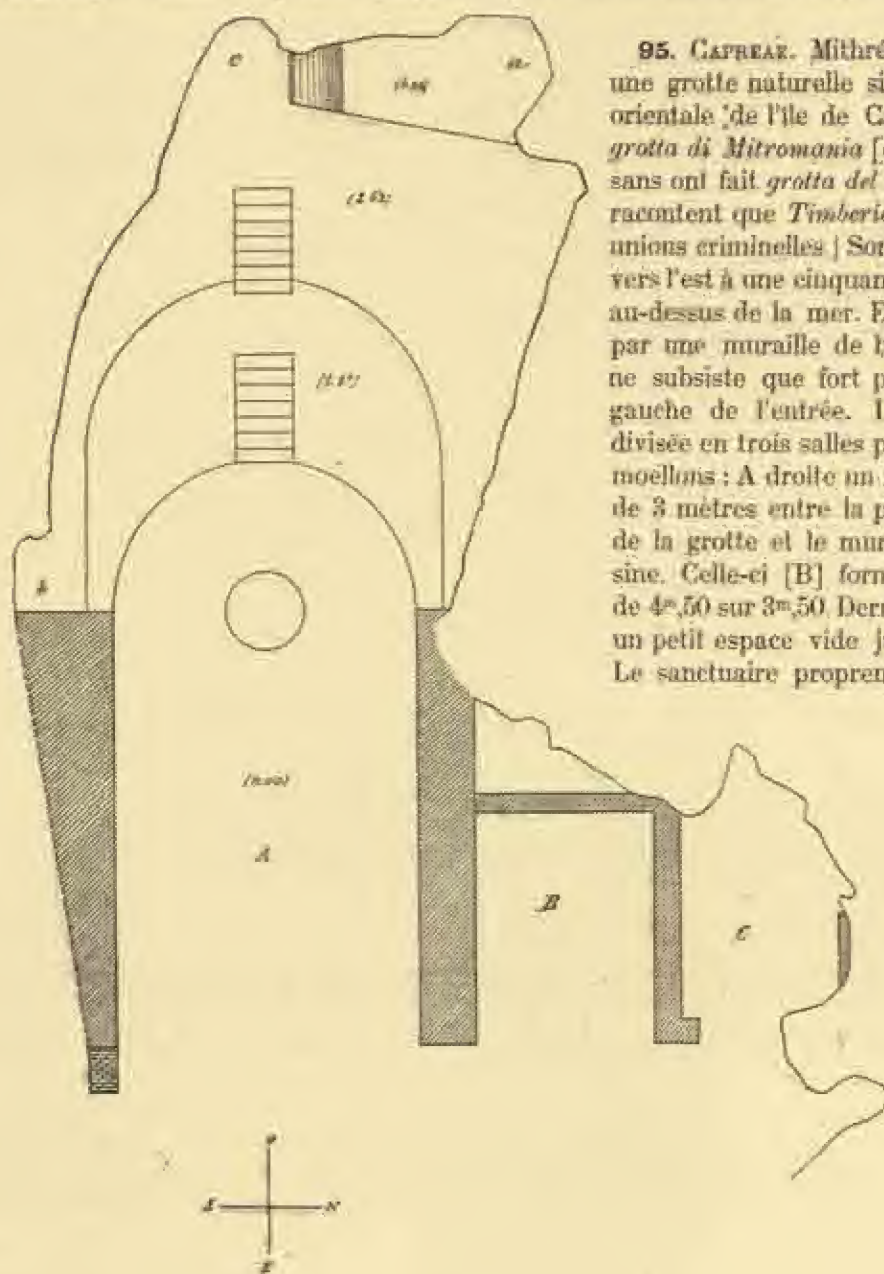 95. CAPREAE. Mithré
une grotte naturelle si
orientale de l'île de C
grotta di Mitromania [
sans ont fait grotta del
racontent que Timberi
unions criminelles] Sor
vers l'est à une cinquan
au-dessus de la mer. E
par une muraille de b
ne subsiste que fort p
gauche de l'entrée. I
divisée en trois salles p
moëllons : A droite un
de 3 mètres entre la p
de la grotte et le mur
sine. Celle-ci [B] form
de 4m,50 sur 3m,50. Derr
un petit espace vide j
Le sanctuaire propren
c
b
A
B
C
O
S N
E